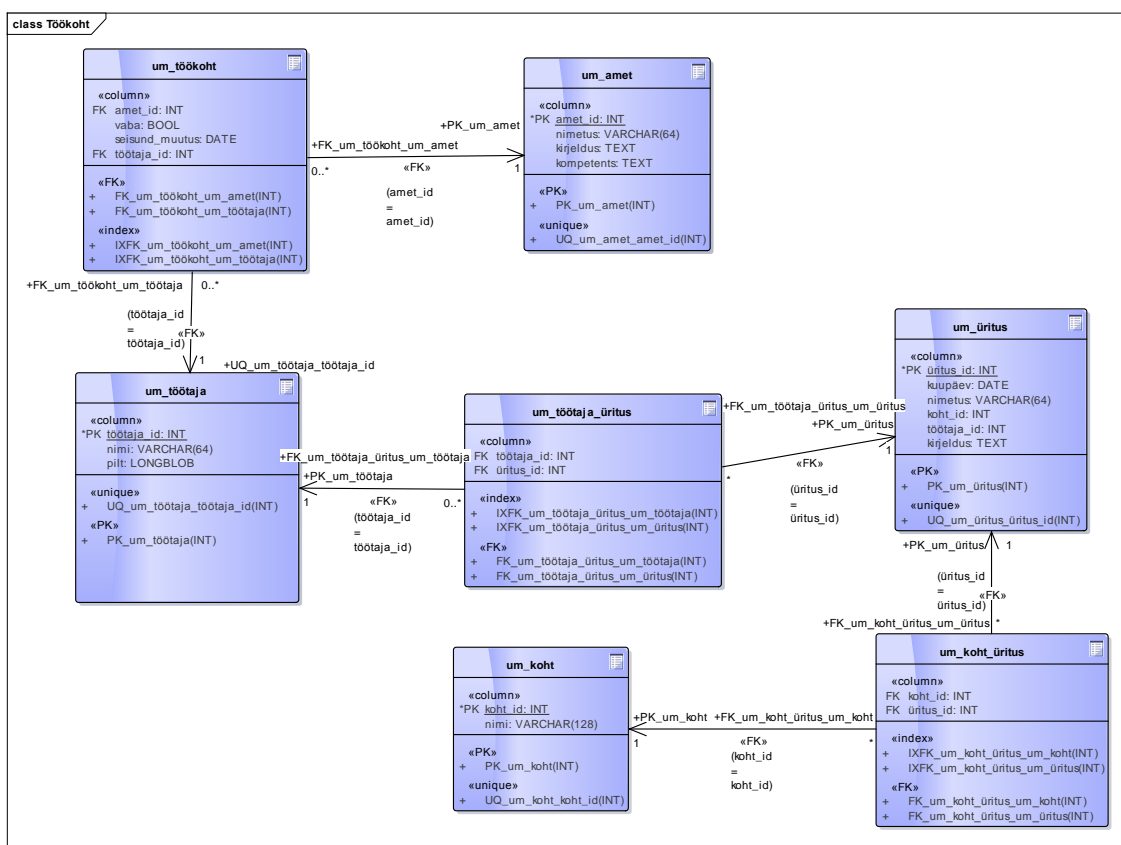 class Töökoht
um_töökoht
«column»
FK amet_id: INT
vaba: BOOL
seisund_muutus: DATE
FK töötaja_id: INT
«FK»
+ FK_um_töökoht_um_amet(INT)
+ FK_um_töökoht_um_töötaja(INT)
«index»
+ IXFK_um_töökoht_um_amet(INT)
+ IXFK_um_töökoht_um_töötaja(INT)
um_amet
«column»
*PK amet_id: INT
nimetus: VARCHAR(64)
kirjeldus: TEXT
kompetents: TEXT
«PK»
+ PK_um_amet(INT)
«unique»
+ UQ_um_amet_amet_id(INT)
+PK_um_amet
+FK_um_töökoht_um_amet
0..*
«FK»
1
(amet_id
=
amet_id)
+FK_um_töökoht_um_töötaja
0..*
(töötaja_id
=
töötaja_id)
«FK»
1
+UQ_um_töötaja_töötaja_id
um_töötaja
«column»
*PK töötaja_id: INT
nimi: VARCHAR(64)
pilt: LONGBLOB
«unique»
+ UQ_um_töötaja_töötaja_id(INT)
«PK»
+ PK_um_töötaja(INT)
+FK_um_töötaja_üritus_um_töötaja
+PK_um_töötaja
1
«FK»
0..*
(töötaja_id
=
töötaja_id)
um_töötaja_üritus
«column»
FK töötaja_id: INT
FK üritus_id: INT
«index»
+ IXFK_um_töötaja_üritus_um_töötaja(INT)
+ IXFK_um_töötaja_üritus_um_üritus(INT)
«FK»
+ FK_um_töötaja_üritus_um_töötaja(INT)
+ FK_um_töötaja_üritus_um_üritus(INT)
+FK_um_töötaja_üritus_um_üritus
+PK_um_üritus
1
*
«FK»
(üritus_id
=
üritus_id)
um_üritus
«column»
*PK üritus_id: INT
kuupäev: DATE
nimetus: VARCHAR(64)
koht_id: INT
töötaja_id: INT
kirjeldus: TEXT
«PK»
+ PK_um_üritus(INT)
«unique»
+ UQ_um_üritus_üritus_id(INT)
+PK_um_üritus
1
(üritus_id
=
üritus_id)
«FK»
+FK_um_koht_üritus_um_üritus
*
um_koht
«column»
*PK koht_id: INT
nimi: VARCHAR(128)
«PK»
+ PK_um_koht(INT)
«unique»
+ UQ_um_koht_koht_id(INT)
+PK_um_koht
+FK_um_koht_üritus_um_koht
1
«FK»
*
(koht_id
=
koht_id)
um_koht_üritus
«column»
FK koht_id: INT
FK üritus_id: INT
«index»
+ IXFK_um_koht_üritus_um_koht(INT)
+ IXFK_um_koht_üritus_um_üritus(INT)
«FK»
+ FK_um_koht_üritus_um_koht(INT)
+ FK_um_koht_üritus_um_üritus(INT)